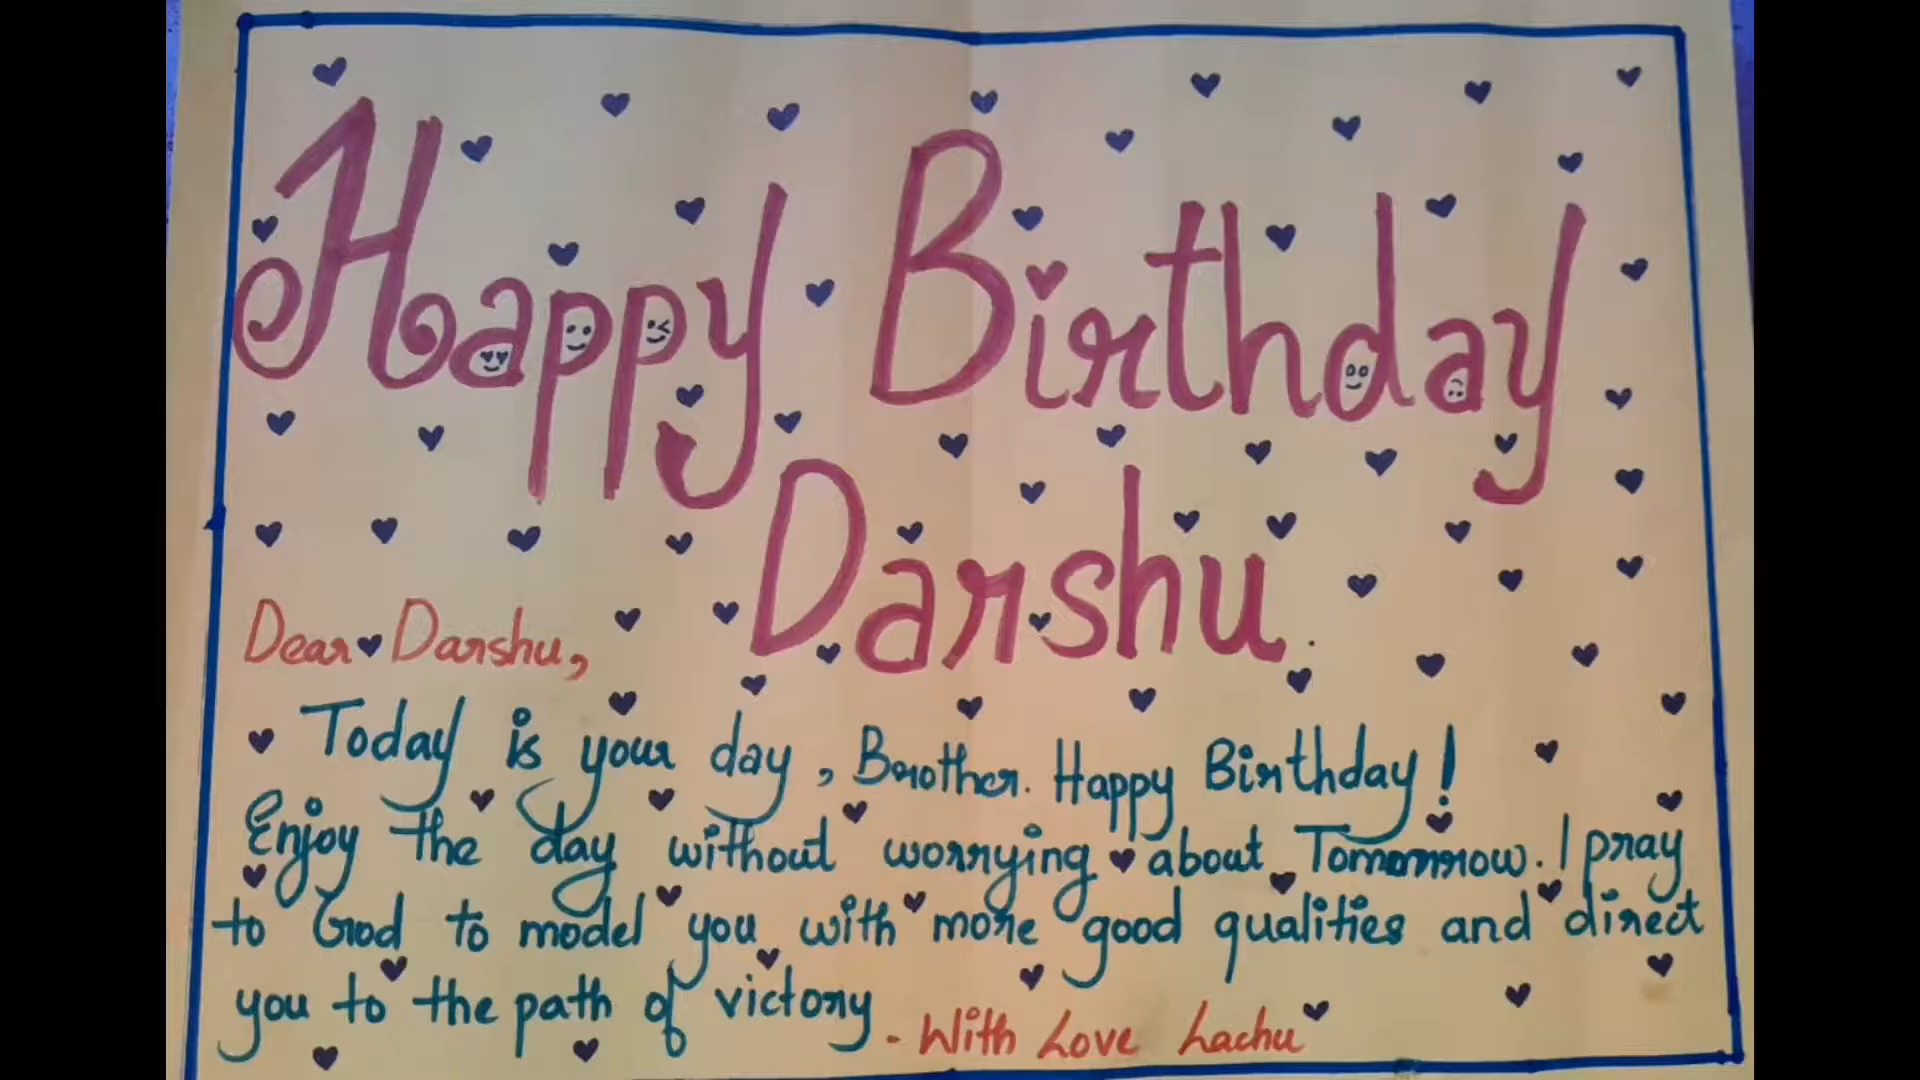 Happy Birthday
Darshu.
Dear Darshu,
Today is your day, Brother. Happy Birthday!
Enjoy the day without worrying about Tomorrow. I pray
to God to model you with more good qualities and direct
you to the path of victory
- With Love Lachu